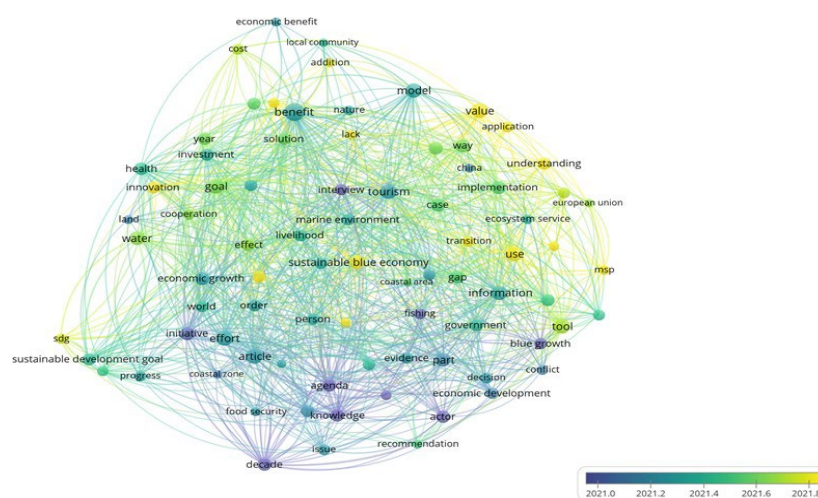 economic benefit
local community
cost
addition
model
benefit
nature
value
application
lack
year
solution
way
investment
understanding
health
china
innovation
goal
interview
tourism
implementation
european union
case
cooperation
land
marine environment
ecosystem service
livelihood
water
effect
transition
use
sustainable blue economy
msp
economic growth
gap
coastal area
information
world
order
fishing
person
government
tool
initiative
effort
sdg
blue growth
article
evidence
part
sustainable development goal
conflict
progress
coastal zone
decision
agenda
economic development
food security
knowledge
actor
issue
recommendation
decade
2021.0 2021.2 2021.4 2021.6